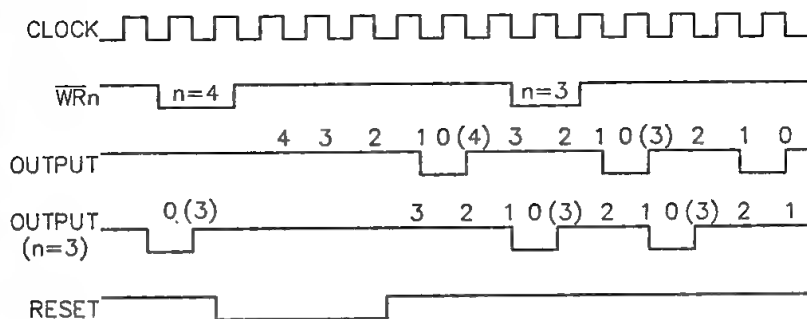 CLOCK
WRn n=4 n=3
4 3 2 1 0(4) 3 2 1 0(3) 2 1 0
OUTPUT
0(3) 3 2 1 0(3) 2 1 0(3) 2 1
OUTPUT
(n=3)
RESET